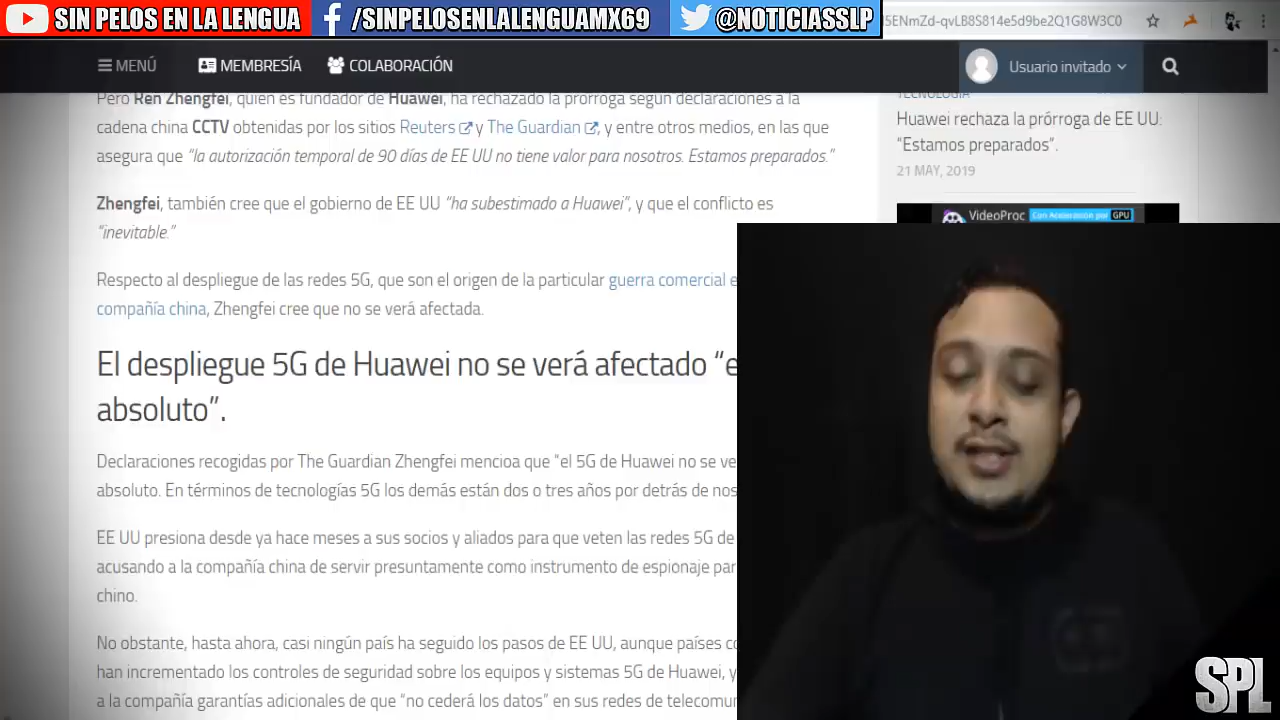 SIN PELOS EN LA LENGUA
/SINPELOSENLALENGUAMX69
@NOTICIASSLP
MENÚ
MEMBRESÍA
COLABORACIÓN
Usuario invitado
Pero Ren Zhengfei, quien es fundador de Huawei, ha rechazado la prórroga según declaraciones a la
cadena china CCTV obtenidas por los sitios Reuters y The Guardian, y entre otros medios, en las que
asegura que “la autorización temporal de 90 días de EE UU no tiene valor para nosotros. Estamos preparados.”
Zhengfei, también cree que el gobierno de EE UU “ha subestimado a Huawei”, y que el conflicto es
“inevitable.”
Respecto al despliegue de las redes 5G, que son el origen de la particular guerra comercial e
compañía china, Zhengfei cree que no se verá afectada.
El despliegue 5G de Huawei no se verá afectado “e
absoluto”.
Declaraciones recogidas por The Guardian Zhengfei mencioa que "el 5G de Huawei no se ve
absoluto. En términos de tecnologías 5G los demás están dos o tres años por detrás de nos
EE UU presiona desde ya hace meses a sus socios y aliados para que veten las redes 5G de
acusando a la compañía china de servir presuntamente como instrumento de espionaje par
chino.
No obstante, hasta ahora, casi ningún país ha seguido los pasos de EE UU, aunque países co
han incrementado los controles de seguridad sobre los equipos y sistemas 5G de Huawei, y
a la compañía garantías adicionales de que “no cederá los datos” en sus redes de telecomu
TECNOLOGÍA
Huawei rechaza la prórroga de EE UU:
“Estamos preparados”.
21 MAY, 2019
VideoProc
Con Aceleración por GPU
SPL